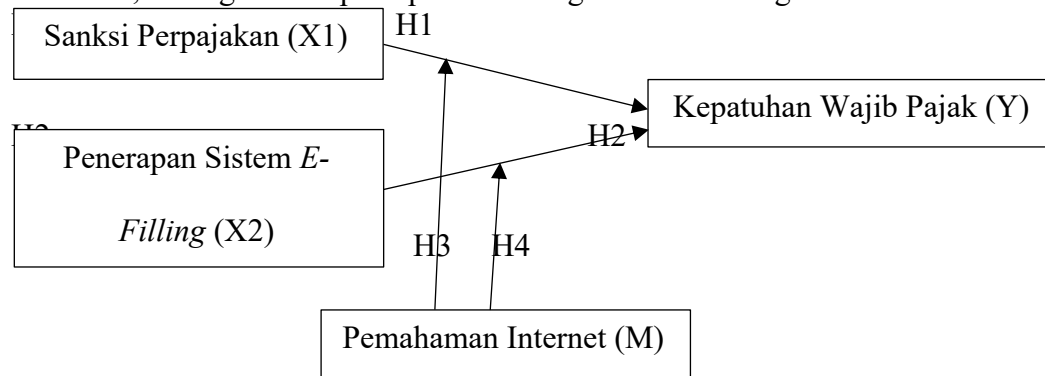 Sanksi Perpajakan (X1)
H1
Kepatuhan Wajib Pajak (Y)
H2
Penerapan Sistem E-
Filling (X2)
H3
H4
Pemahaman Internet (M)